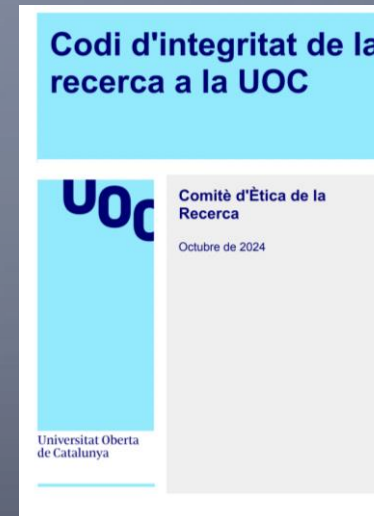 Codi d'integritat de la
recerca a la UOC
UOC
Comitè d'Ètica de la
Recerca
Octubre de 2024
Universitat Oberta
de Catalunya